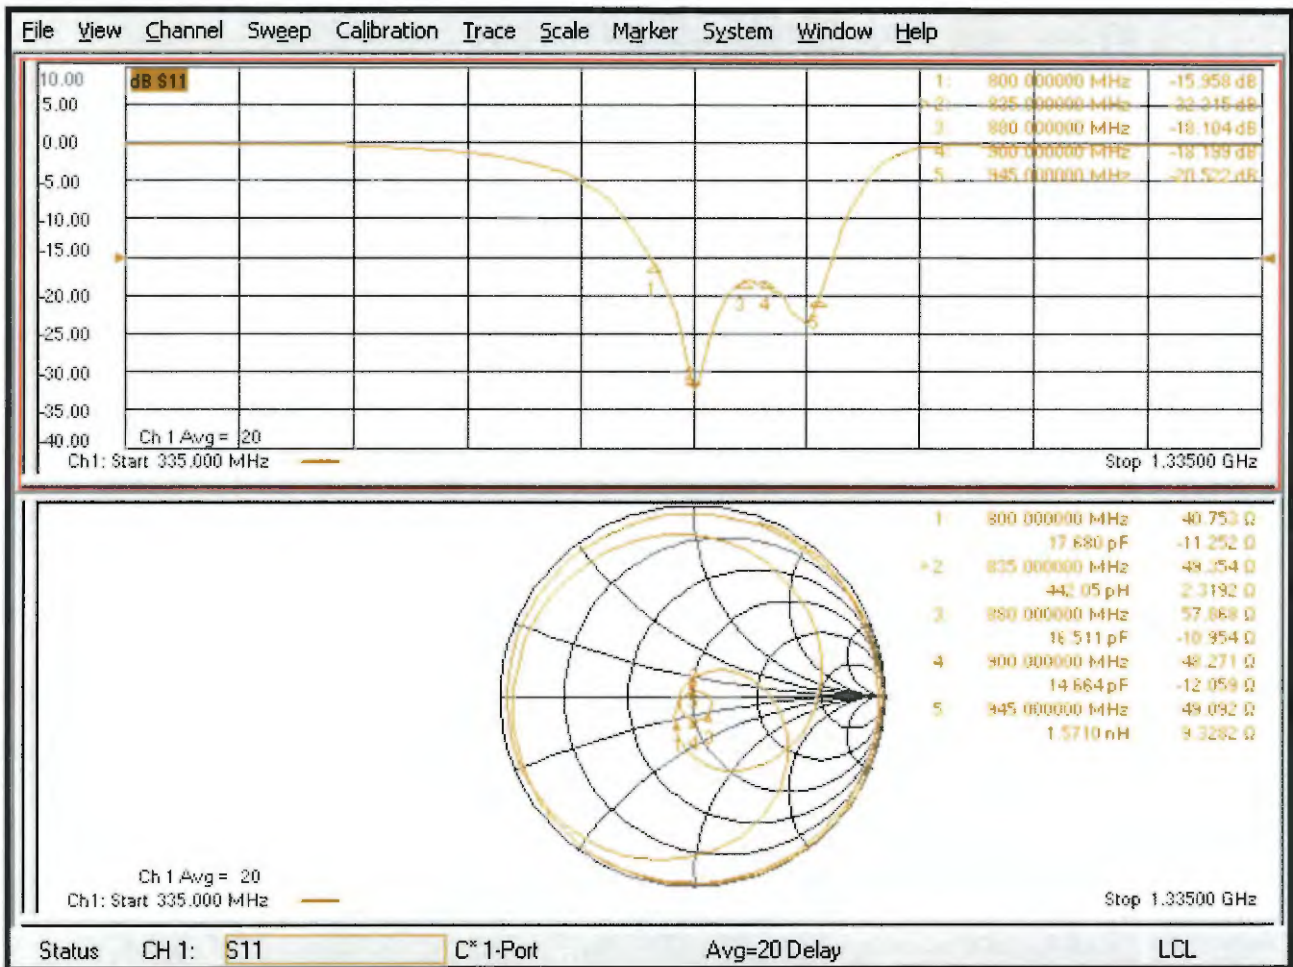 File View Channel Sweep Calibration Trace Scale Marker System Window Help
10.00 dB S11 1: 800.000000 MHz -15.958 dB
5.00 > 2: 835.000000 MHz -32.315 dB
3: 880.000000 MHz -18.104 dB
0.00 4: 900.000000 MHz -18.199 dB
-5.00 5: 945.000000 MHz -20.522 dB
-10.00
-15.00
-20.00
1 3 4 5
-25.00
-30.00
-35.00
-40.00 Ch 1 Avg = 20
Ch1: Start 335.000 MHz Stop 1.33500 GHz
1: 800.000000 MHz 40.753 Ω
17.680 pF -11.252 Ω
> 2: 835.000000 MHz 49.354 Ω
442.05 pH 2.3192 Ω
3: 880.000000 MHz 57.868 Ω
16.511 pF -10.954 Ω
4: 900.000000 MHz 48.271 Ω
14.664 pF -12.059 Ω
5: 945.000000 MHz 49.092 Ω
1.5710 nH 9.3282 Ω
Ch 1 Avg = 20
Ch1: Start 335.000 MHz Stop 1.33500 GHz
Status CH 1: S11 C* 1-Port Avg=20 Delay LCL